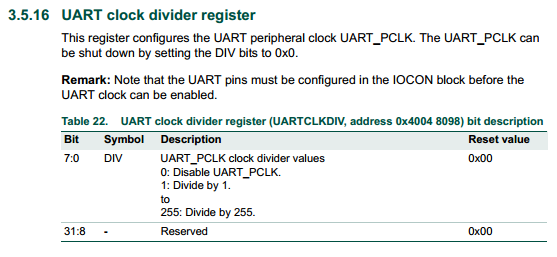 3.5.16 UART clock divider register
This register configures the UART peripheral clock UART_PCLK. The UART_PCLK can
be shut down by setting the DIV bits to 0x0.
Remark: Note that the UART pins must be configured in the IOCON block before the
UART clock can be enabled.
Table 22. UART clock divider register (UARTCLKDIV, address 0x4004 8098) bit description
Bit Symbol Description Reset value
7:0 DIV UART_PCLK clock divider values 0x00
0: Disable UART_PCLK.
1: Divide by 1.
to
255: Divide by 255.
31:8 - Reserved 0x00